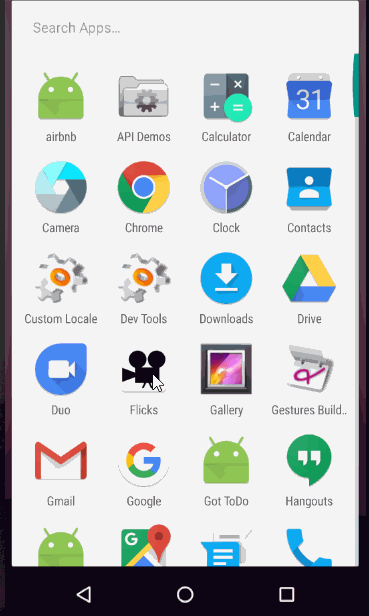 Search Apps...
airbnb API Demos Calculator Calendar
31
Camera Chrome Clock Contacts
Custom Locale Dev Tools Downloads Drive
Duo Flicks Gallery Gestures Build..
Gmail Google Got ToDo Hangouts